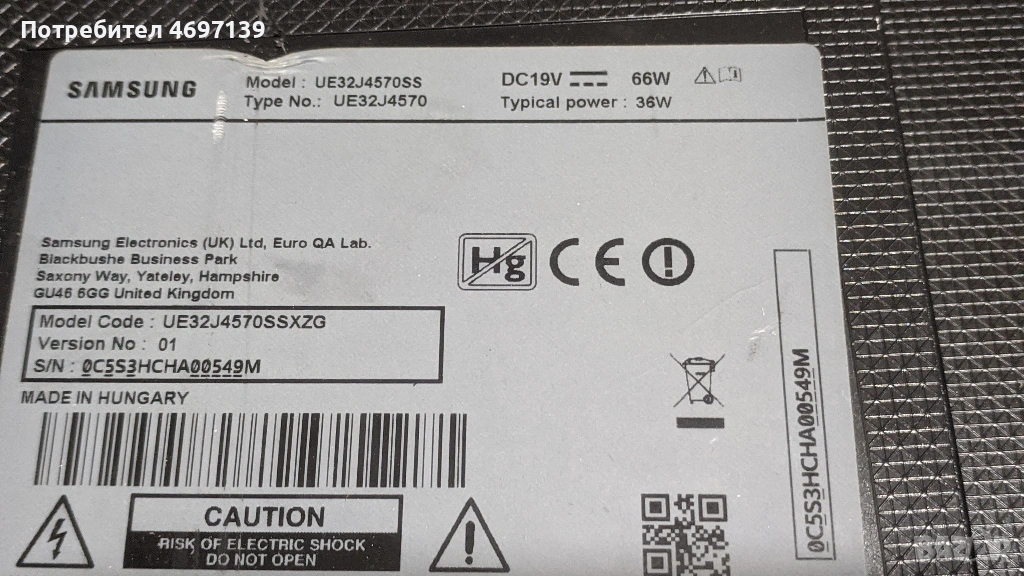 Потребител 4697139
SAMSUNG
Model : UE32J4570SS
Type No.: UE32J4570
DC19V 66W
Typical power : 36W
Samsung Electronics (UK) Ltd, Euro QA Lab.
Blackbushe Business Park
Saxony Way, Yateley, Hampshire
GU46 6GG United Kingdom
Hg
CE
Model Code : UE32J4570SSXZG
Version No : 01
S/N : 0C5S3HCHA00549M
MADE IN HUNGARY
0C5S3HCHA00549M
CAUTION
RISK OF ELECTRIC SHOCK
DO NOT OPEN